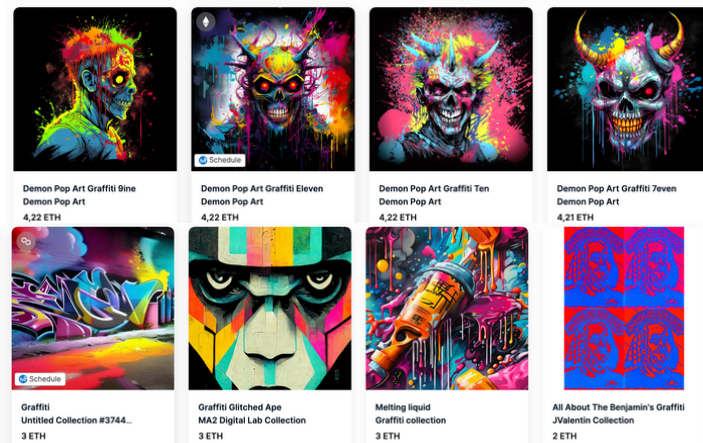 Schedule
Demon Pop Art Graffiti 9ine
Demon Pop Art
4,22 ETH
Demon Pop Art Graffiti Eleven
Demon Pop Art
4,22 ETH
Demon Pop Art Graffiti Ten
Demon Pop Art
4,22 ETH
Demon Pop Art Graffiti 7even
Demon Pop Art
4,21 ETH
Schedule
Graffiti
Untitled Collection #3744...
3 ETH
Graffiti Glitched Ape
MA2 Digital Lab Collection
3 ETH
Melting liquid
Graffiti collection
3 ETH
All About The Benjamin's Graffiti
JValentin Collection
2 ETH